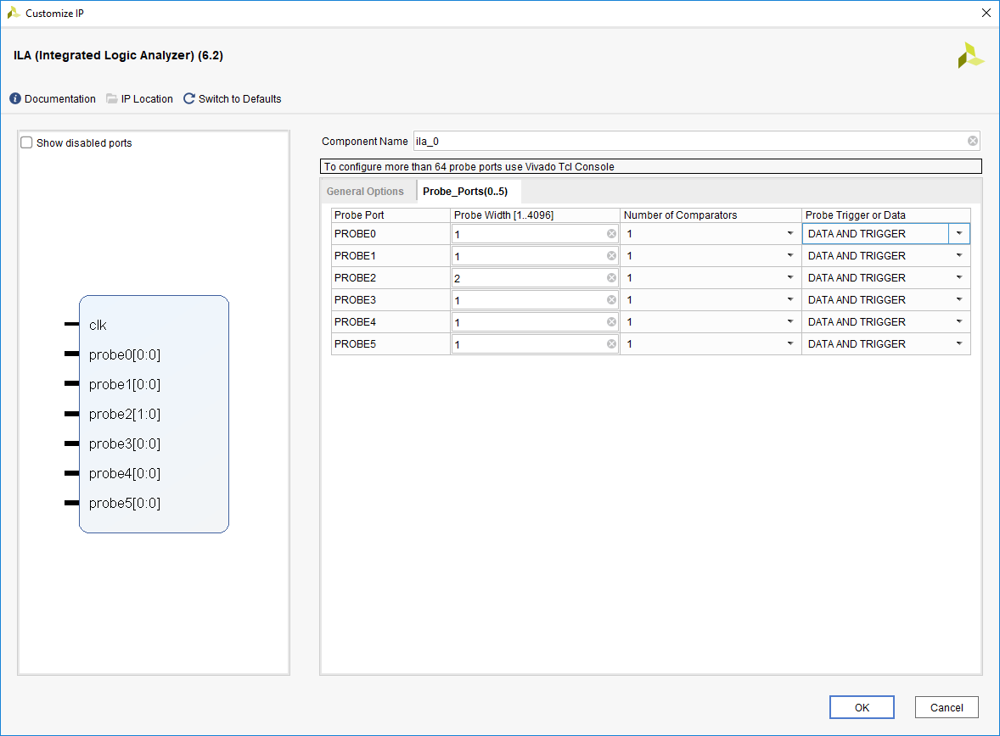 Customize IP
ILA (Integrated Logic Analyzer) (6.2)
Documentation IP Location Switch to Defaults
Show disabled ports
clk
probe0[0:0]
probe1[0:0]
probe2[1:0]
probe3[0:0]
probe4[0:0]
probe5[0:0]
Component Name ila_0
To configure more than 64 probe ports use Vivado Tcl Console
General Options Probe_Ports(0..5)
Probe Port Probe Width [1..4096] Number of Comparators Probe Trigger or Data
PROBE0 1 1 DATA AND TRIGGER
PROBE1 1 1 DATA AND TRIGGER
PROBE2 2 1 DATA AND TRIGGER
PROBE3 1 1 DATA AND TRIGGER
PROBE4 1 1 DATA AND TRIGGER
PROBE5 1 1 DATA AND TRIGGER
OK Cancel